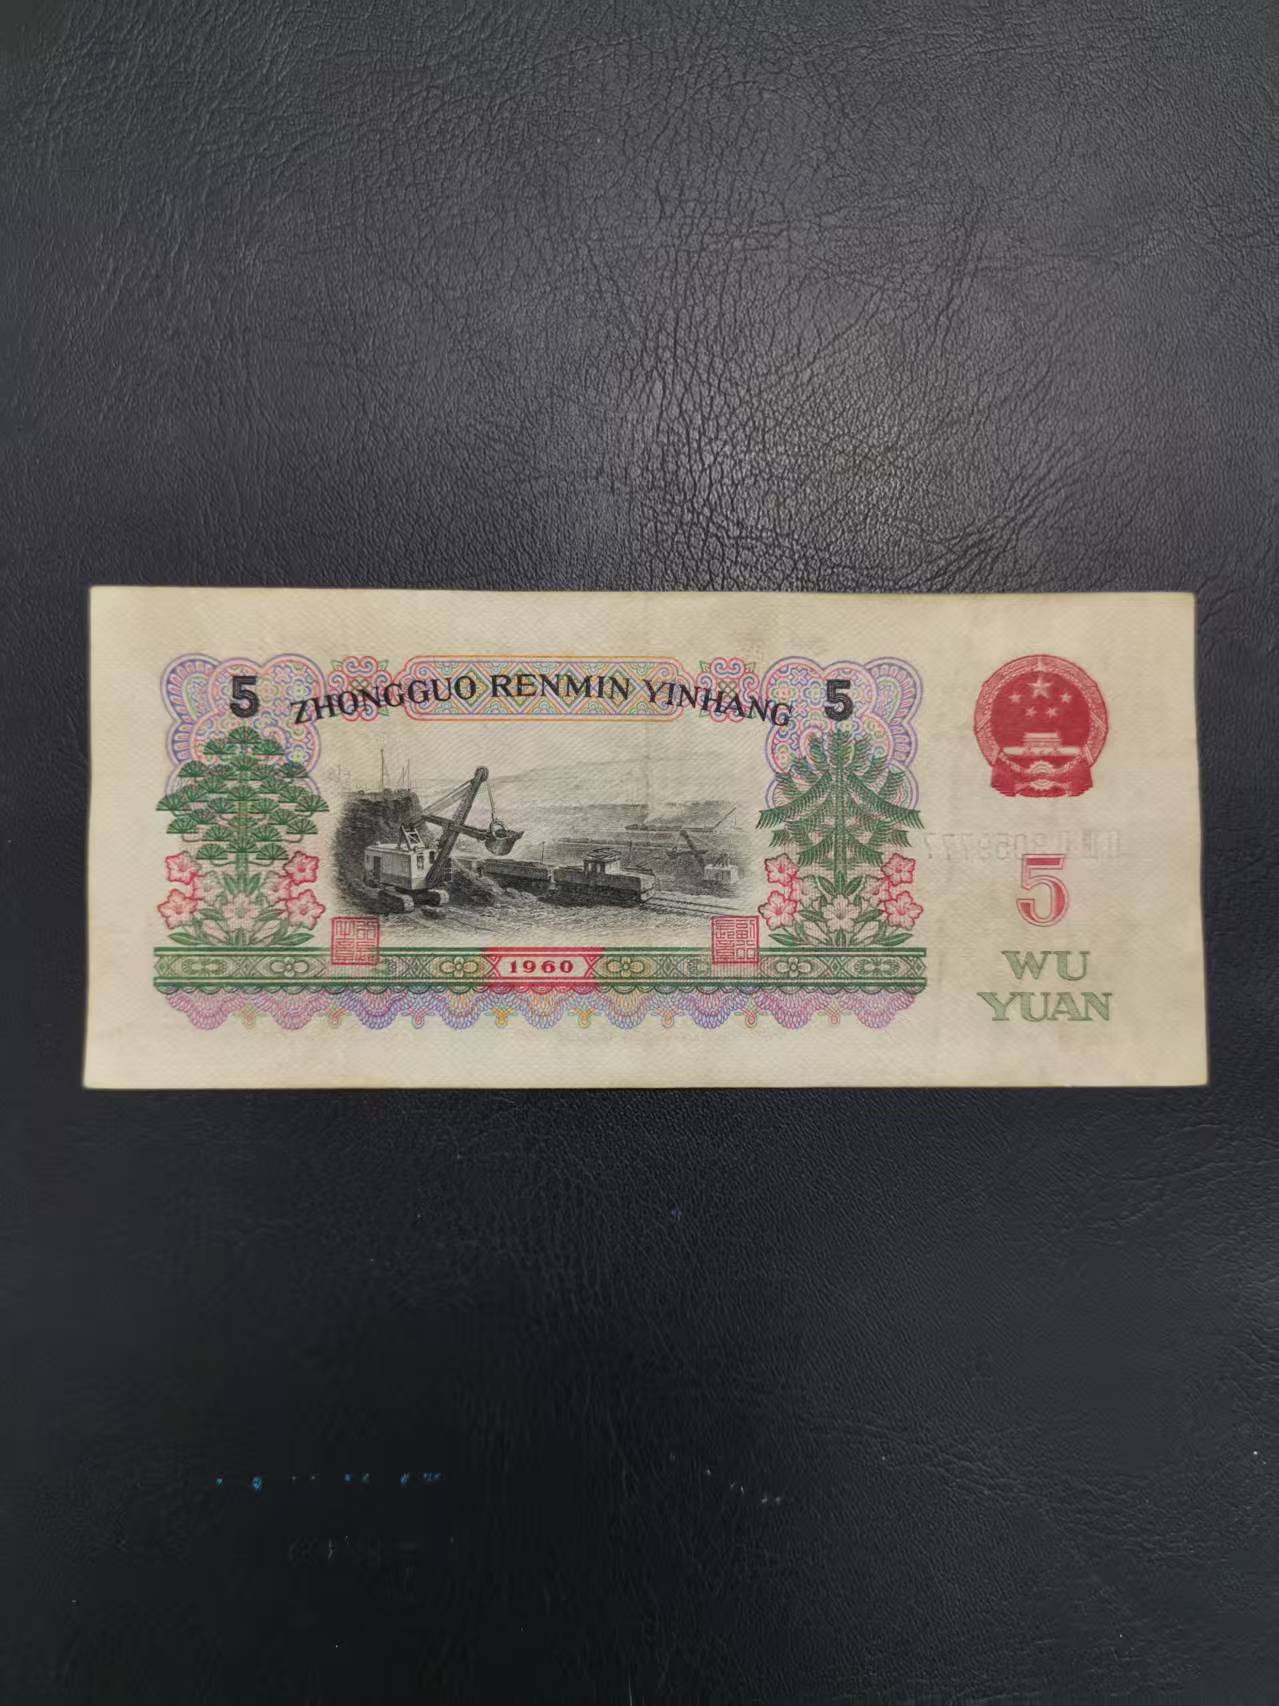 5 ZHONGGUO RENMIN YINHANG 5
5
1960
WU
YUAN